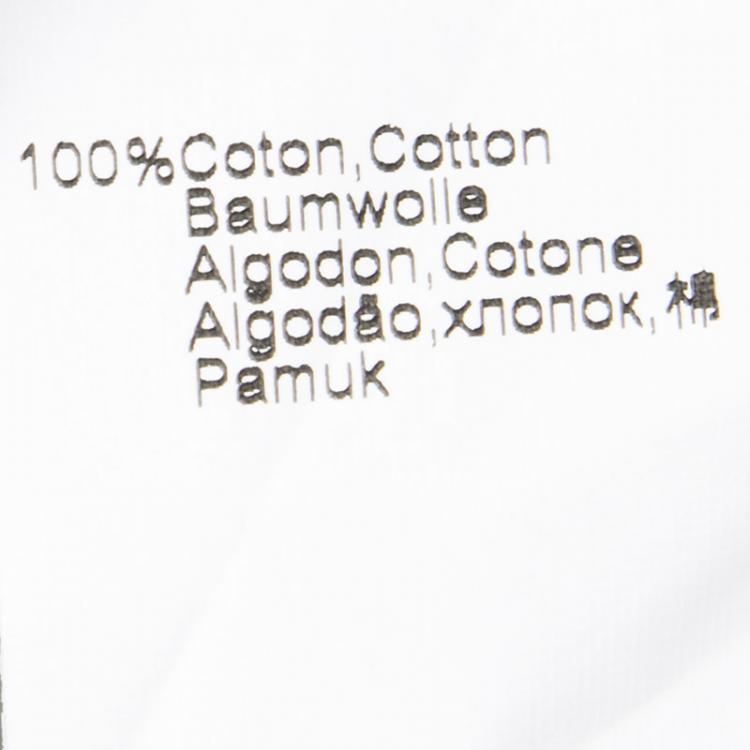 100% Coton, Cotton
Baumwolle
Algodon, Cotone
Algodão, хлопок, 棉
Pamuk